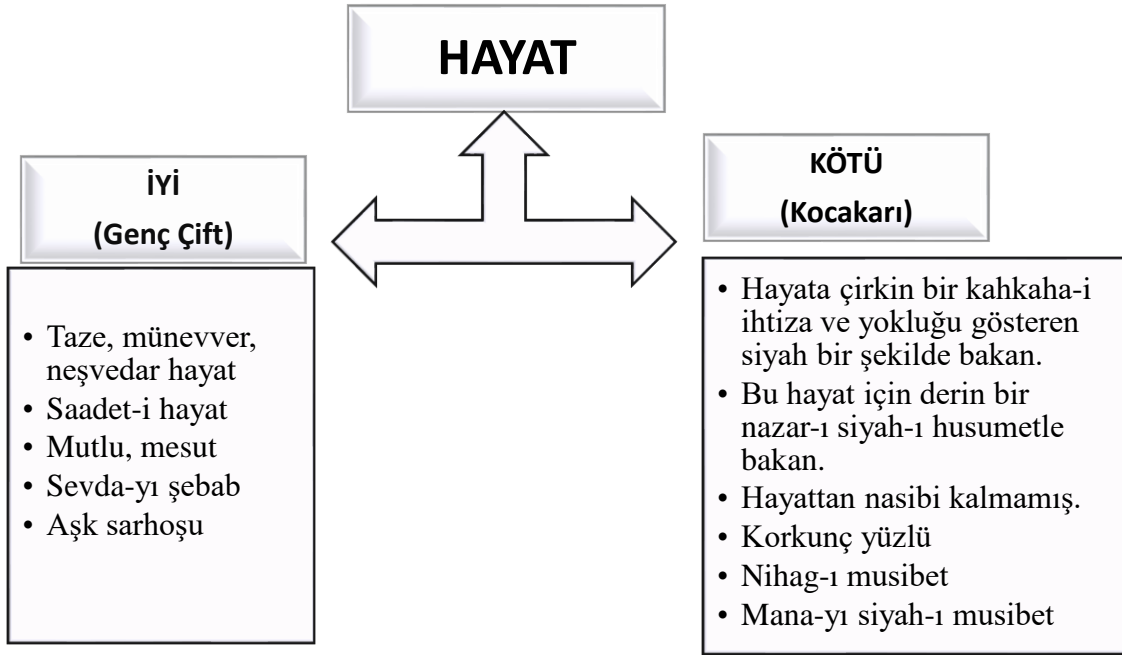 HAYAT
İYİ
(Genç Çift)
• Taze, münevver,
neşvedar hayat
• Saadet-i hayat
• Mutlu, mesut
• Sevda-yı şebab
• Aşk sarhoşu
KÖTÜ
(Kocakarı)
• Hayata çirkin bir kahkaha-i
ihtiza ve yokluğu gösteren
siyah bir şekilde bakan.
• Bu hayat için derin bir
nazar-ı siyah-ı husumetle
bakan.
• Hayattan nasibi kalmamış.
• Korkunç yüzlü
• Nihag-ı musibet
• Mana-yı siyah-ı musibet